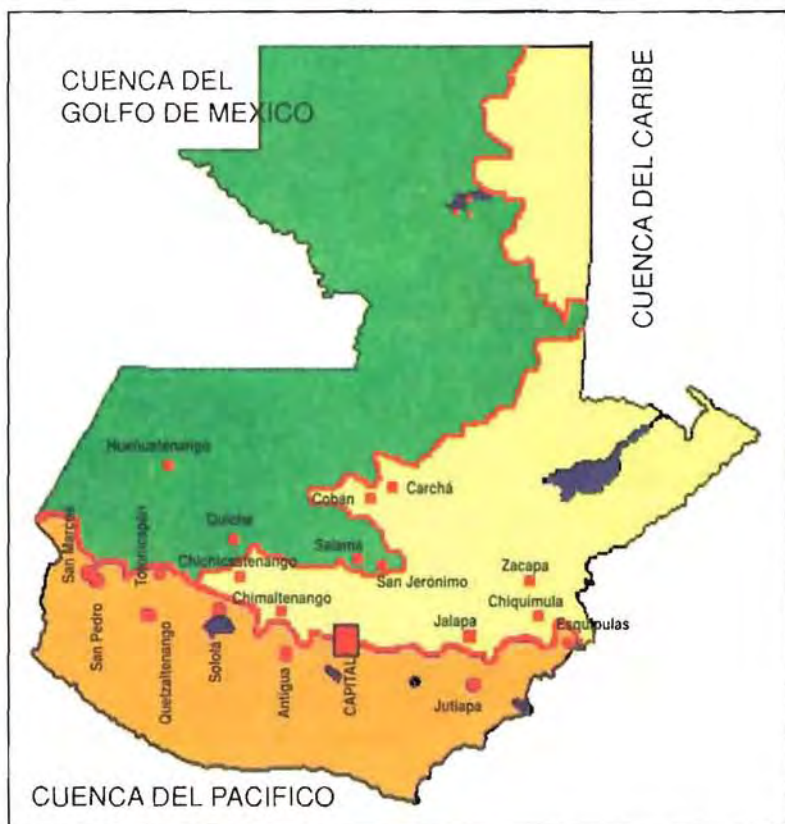 CUENCA DEL
GOLFO DE MEXICO
CUENCA DEL CARIBE
Huehuetenango
Carchá
Cobán
San Marcos
Totonicapán
Quiche
Salamá
Chichicastenango
San Jerónimo
Zacapa
Chimaltenango
Chiquimula
San Pedro
Quetzaltenango
Sololá
Antigua
CAPITAL
Jalapa
Esquipulas
Jutiapa
CUENCA DEL PACIFICO